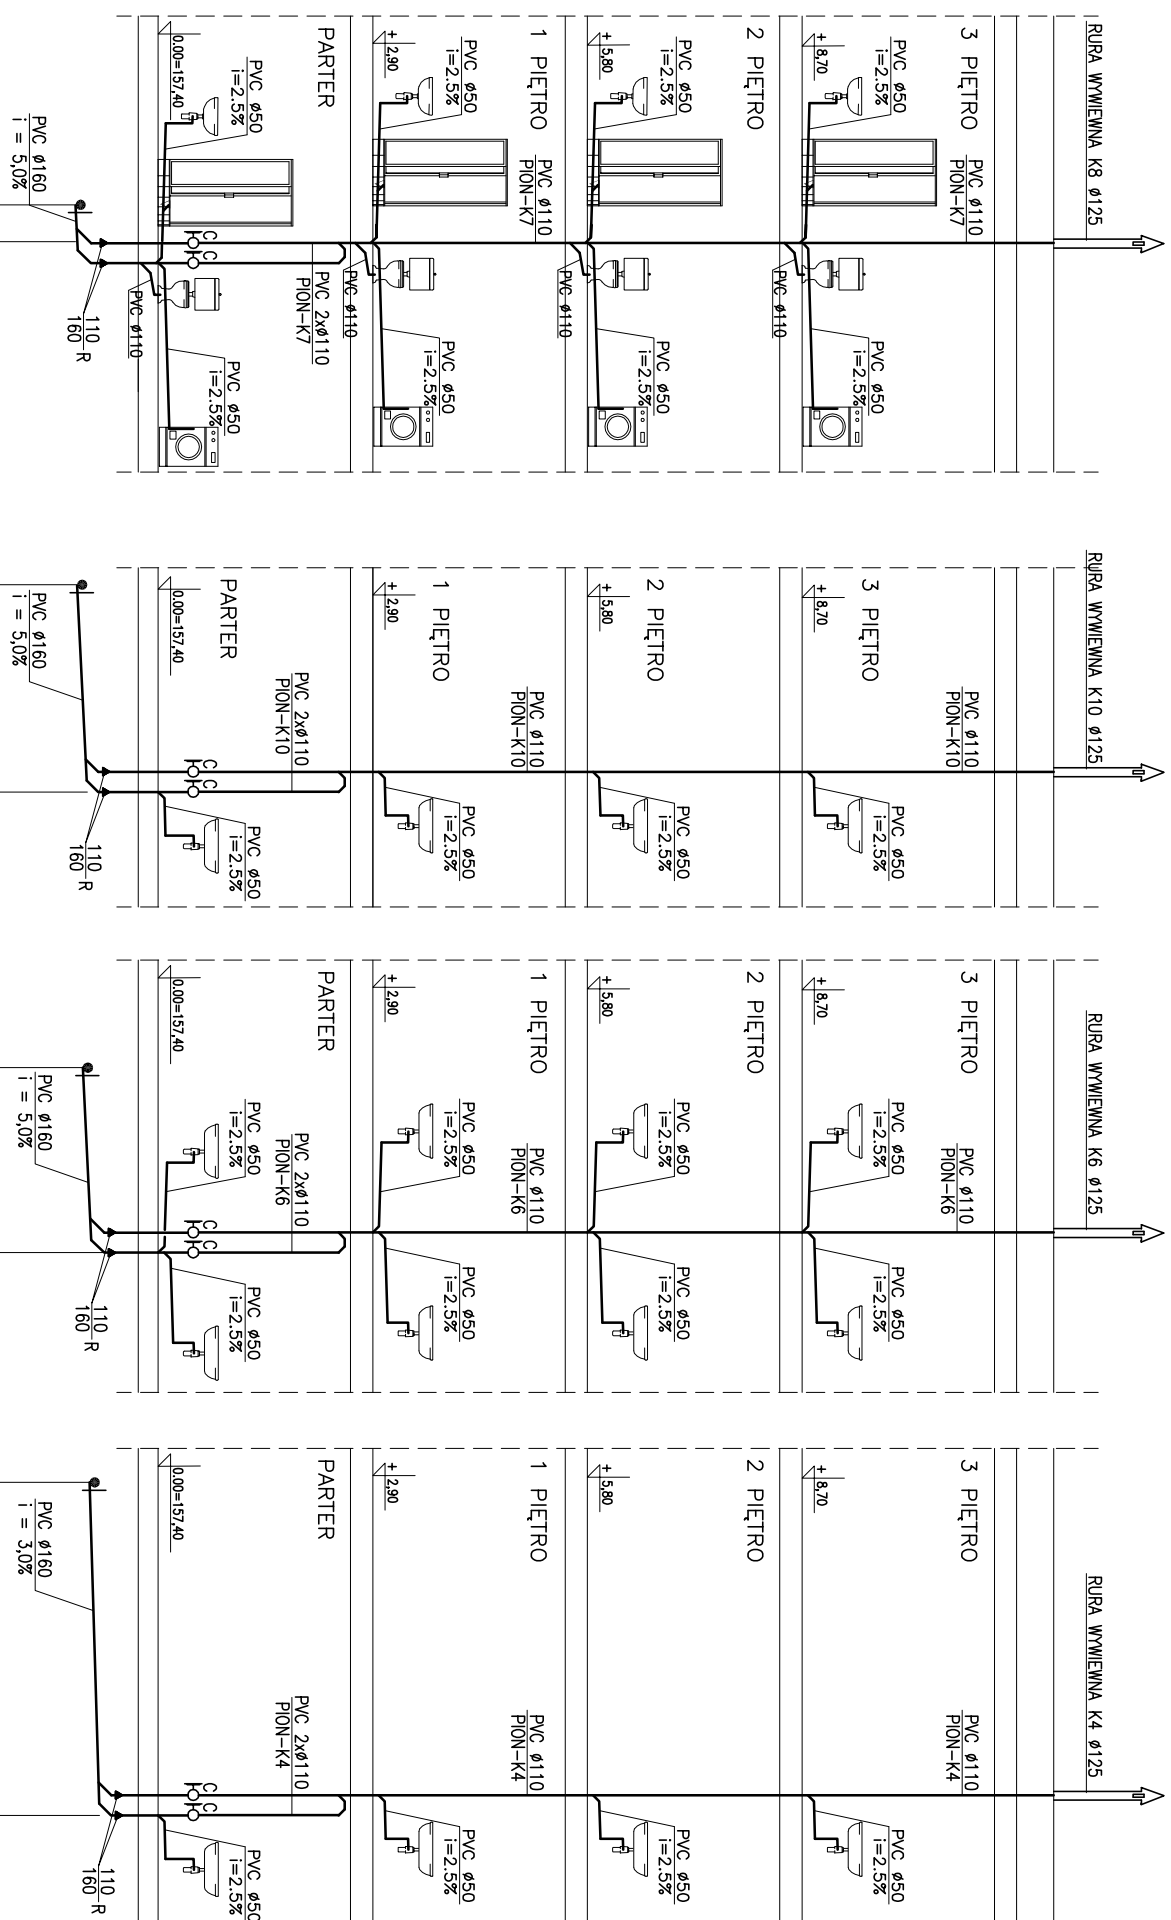 RURA WYWIEWNA K8 ø125
3 PIĘTRO
PVC ø110
PION-K7
PVC ø50
i=2.5%
+ 8,70
PVC ø50
i=2.5%
PVC ø110
2 PIĘTRO
PVC ø50
i=2.5%
+ 5,80
PVC ø50
i=2.5%
PVC ø110
1 PIĘTRO
PVC ø110
PION-K7
PVC ø50
i=2.5%
+ 2,90
PVC ø50
i=2.5%
PVC ø110
PARTER
PVC 2xø110
PION-K7
PVC ø50
i=2.5%
0.00=157,40
PVC ø50
i=2.5%
PVC ø110
110
160 R
PVC ø160
i = 5,0%
C
C
RURA WYWIEWNA K10 ø125
3 PIĘTRO
PVC ø110
PION-K10
+ 8,70
PVC ø50
i=2.5%
2 PIĘTRO
+ 5,80
PVC ø50
i=2.5%
1 PIĘTRO
PVC ø110
PION-K10
+ 2,90
PVC ø50
i=2.5%
PARTER
PVC 2xø110
PION-K10
0.00=157,40
C
C
PVC ø50
i=2.5%
110
160 R
PVC ø160
i = 5,0%
RURA WYWIEWNA K6 ø125
3 PIĘTRO
PVC ø110
PION-K6
+ 8,70
PVC ø50
i=2.5%
PVC ø50
i=2.5%
2 PIĘTRO
+ 5,80
PVC ø50
i=2.5%
PVC ø50
i=2.5%
1 PIĘTRO
PVC ø110
PION-K6
+ 2,90
PVC ø50
i=2.5%
PVC ø50
i=2.5%
PARTER
PVC 2xø110
PION-K6
0.00=157,40
PVC ø50
i=2.5%
C
C
PVC ø50
i=2.5%
110
160 R
PVC ø160
i = 5,0%
RURA WYWIEWNA K4 ø125
3 PIĘTRO
PVC ø110
PION-K4
+ 8,70
PVC ø50
i=2.5%
2 PIĘTRO
+ 5,80
PVC ø50
i=2.5%
1 PIĘTRO
PVC ø110
PION-K4
+ 2,90
PVC ø50
i=2.5%
PARTER
PVC 2xø110
PION-K4
0.00=157,40
C
C
PVC ø50
i=2.5%
110
160 R
PVC ø160
i = 3,0%